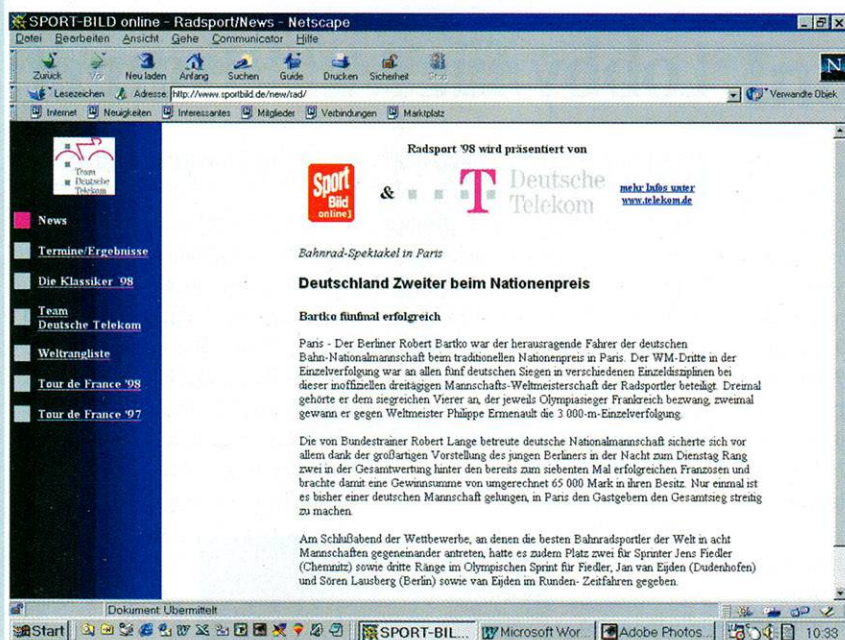 SPORT-BILD online - Radsport/News - Netscape
Datei Bearbeiten Ansicht Gehe Communicator Hilfe
Zurück Vor Neu laden Anfang Suchen Guide Drucken Sicherheit Stop
N
Lesezeichen Adresse http://www.sportbild.de/new/rad/ Verwandte Objek
Internet Neuigkeiten Interessantes Mitglieder Verbindungen Marktplatz
Team
Deutsche
Telekom
News
Termine/Ergebnisse
Die Klassiker '98
Team
Deutsche Telekom
Weltrangliste
Tour de France '98
Tour de France '97
Radsport '98 wird präsentiert von
Sport
Bild
online}
&
T Deutsche
Telekom
mehr Infos unter
www.telekom.de
Bahnrad-Spektakel in Paris
Deutschland Zweiter beim Nationenpreis
Bartko fünfmal erfolgreich
Paris - Der Berliner Robert Bartko war der herausragende Fahrer der deutschen
Bahn-Nationalmannschaft beim traditionellen Nationenpreis in Paris. Der WM-Dritte in der
Einzelverfolgung war an allen fünf deutschen Siegen in verschiedenen Einzeldisziplinen bei
dieser inoffiziellen dreitägigen Mannschafts-Weltmeisterschaft der Radsportler beteiligt. Dreimal
gehörte er dem siegreichen Vierer an, der jeweils Olympiasieger Frankreich bezwang, zweimal
gewann er gegen Weltmeister Philippe Ermenault die 3 000-m-Einzelverfolgung.
Die von Bundestrainer Robert Lange betreute deutsche Nationalmannschaft sicherte sich vor
allem dank der großartigen Vorstellung des jungen Berliners in der Nacht zum Dienstag Rang
zwei in der Gesamtwertung hinter den bereits zum siebenten Mal erfolgreichen Franzosen und
brachte damit eine Gewinnsumme von umgerechnet 65 000 Mark in ihren Besitz. Nur einmal ist
es bisher einer deutschen Mannschaft gelungen, in Paris den Gastgebern den Gesamtsieg streitig
zu machen.
Am Schlußabend der Wettbewerbe, an denen die besten Bahnradsportler der Welt in acht
Mannschaften gegeneinander antreten, hatte es zudem Platz zwei für Sprinter Jens Fiedler
(Chemnitz) sowie dritte Ränge im Olympischen Sprint für Fiedler, Jan van Eijden (Dudenhofen)
und Sören Lausberg (Berlin) sowie van Eijden im Runden- Zeitfahren gegeben.
Dokument Übermittelt
Start SPORT-BIL... Microsoft Wor... Adobe Photos... 10:33